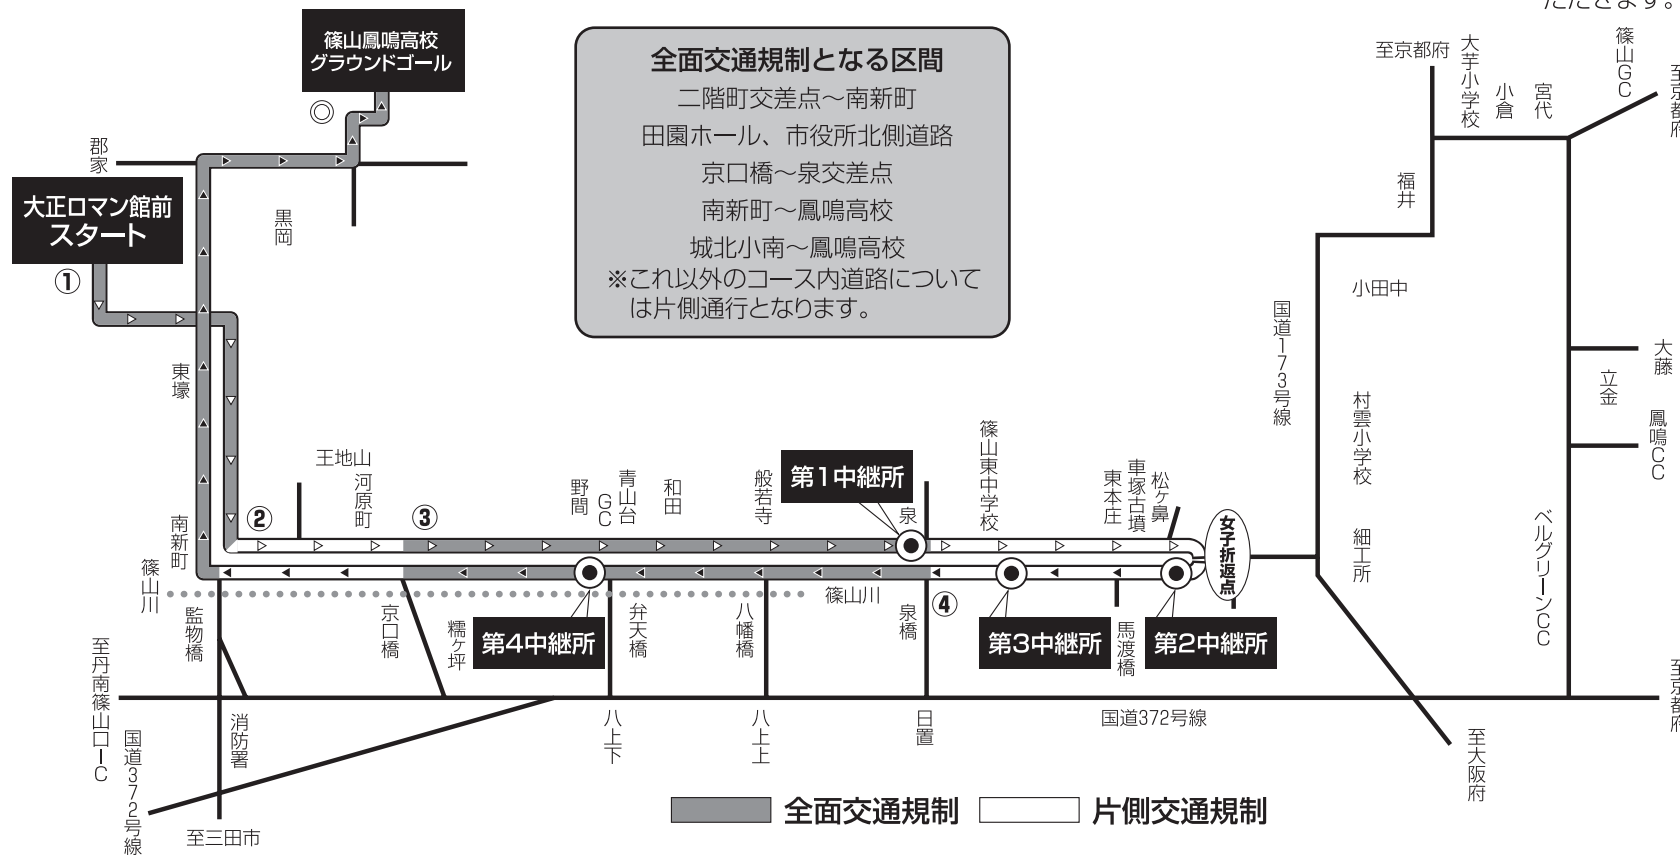 ただきます。
篠山鳳鳴高校
グラウンドゴール
◎
郡家
大正ロマン館前
スタート
①
黒岡
東壕
全面交通規制となる区間
二階町交差点～南新町
田園ホール、市役所北側道路
京口橋～泉交差点
南新町～鳳鳴高校
城北小南～鳳鳴高校
※これ以外のコース内道路について
は片側通行となります。
至京都府
大芋小学校
小倉
宮代
篠山GC
至京都府
福井
小田中
国道173号線
村雲小学校
細工所
大藤
立金
鳳鳴CC
ベルグリーンCC
王地山
河原町
②
③
野間
青山台
GC
和田
般若寺
第1中継所
泉
篠山東中学校
東本庄
車塚古墳
松ヶ鼻
女子折返点
南新町
篠山川
監物橋
京口橋
糯ヶ坪
第4中継所
弁天橋
八幡橋
篠山川
泉橋
④
第3中継所
馬渡橋
第2中継所
至丹南篠山口IC
国道372号線
消防署
至三田市
八上下
八上上
日置
国道372号線
至京都府
至大阪府
全面交通規制
片側交通規制